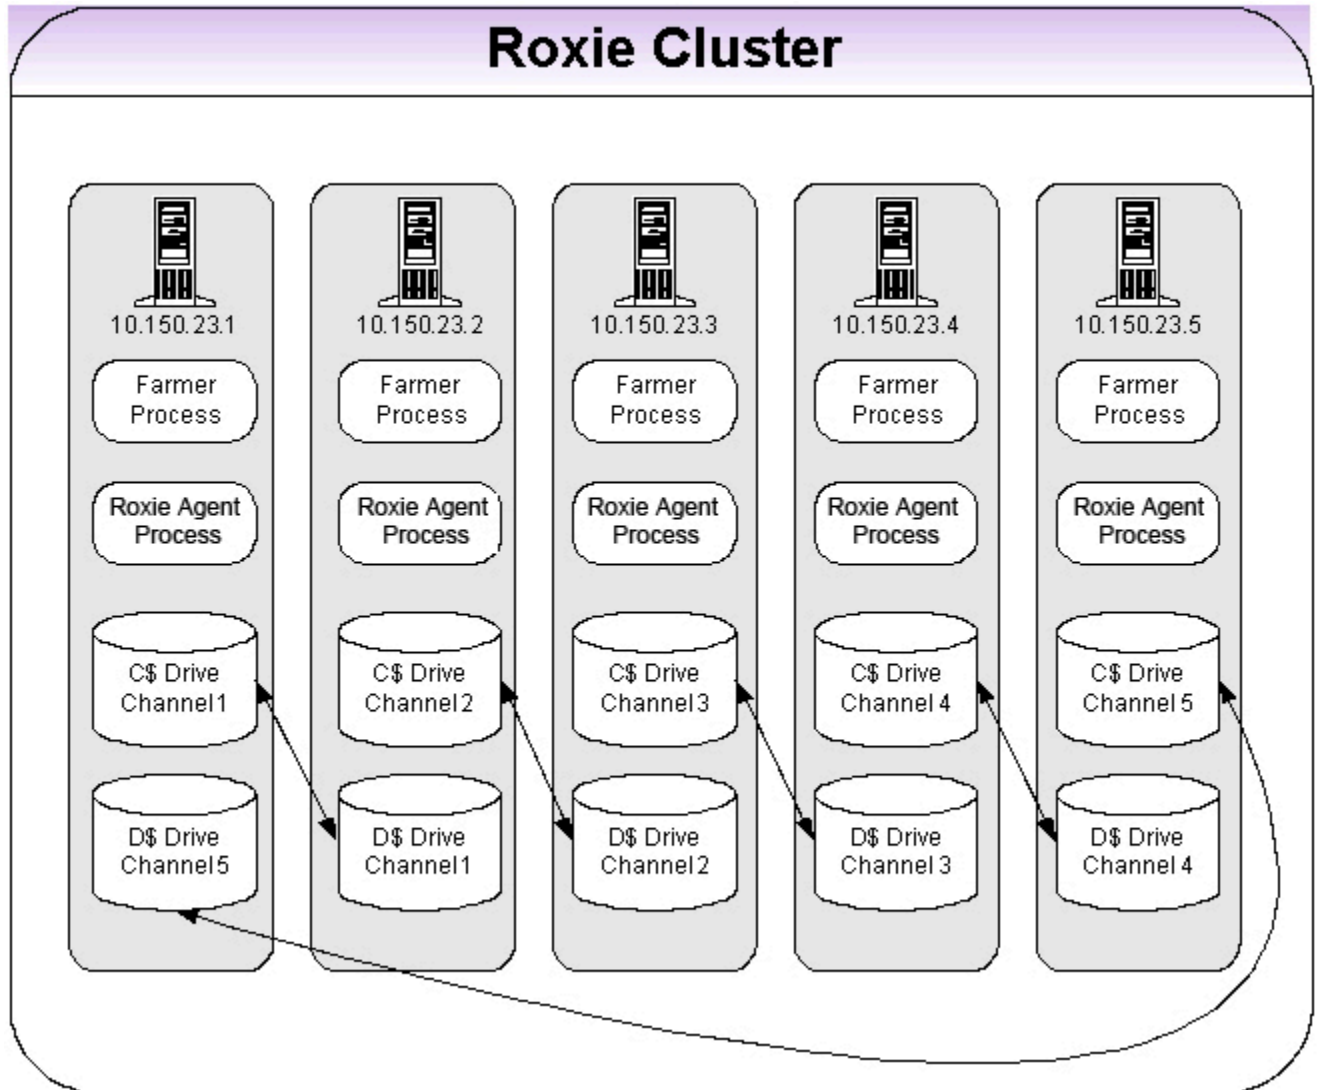 Roxie Cluster
10.150.23.1
Farmer
Process
Roxie Agent
Process
C$ Drive
Channel 1
D$ Drive
Channel 5
10.150.23.2
Farmer
Process
Roxie Agent
Process
C$ Drive
Channel 2
D$ Drive
Channel 1
10.150.23.3
Farmer
Process
Roxie Agent
Process
C$ Drive
Channel 3
D$ Drive
Channel 2
10.150.23.4
Farmer
Process
Roxie Agent
Process
C$ Drive
Channel 4
D$ Drive
Channel 3
10.150.23.5
Farmer
Process
Roxie Agent
Process
C$ Drive
Channel 5
D$ Drive
Channel 4